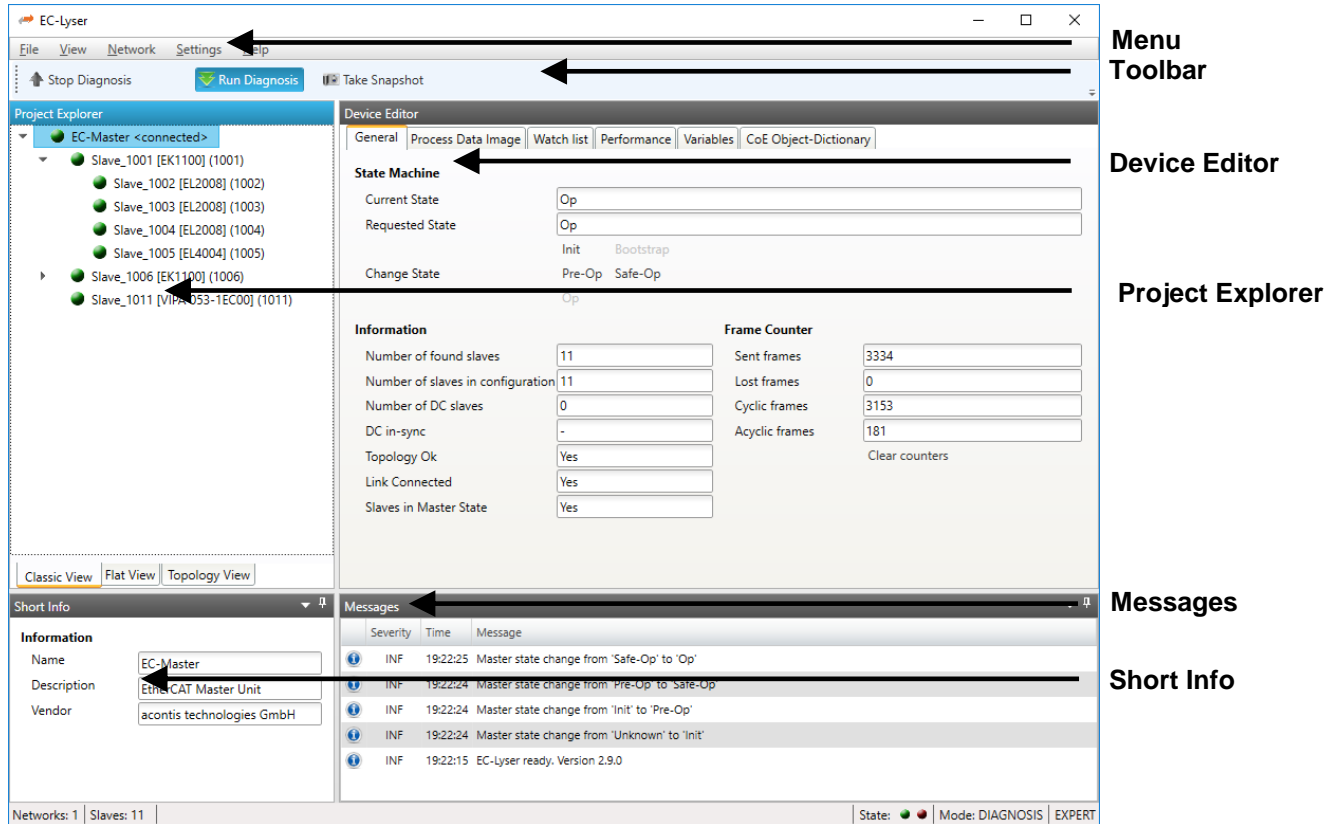 EC-Lyser
File View Network Settings Help
Menu
Stop Diagnosis Run Diagnosis Take Snapshot
Toolbar
Project Explorer
EC-Master <connected>
Slave_1001 [EK1100] (1001)
Slave_1002 [EL2008] (1002)
Slave_1003 [EL2008] (1003)
Slave_1004 [EL2008] (1004)
Slave_1005 [EL4004] (1005)
Slave_1006 [EK1100] (1006)
Slave_1011 [VIPA 053-1EC00] (1011)
Classic View Flat View Topology View
Device Editor
General Process Data Image Watch list Performance Variables CoE Object-Dictionary
Device Editor
State Machine
Current State Op
Requested State Op
Init Bootstrap
Change State Pre-Op Safe-Op
Op
Project Explorer
Information
Number of found slaves 11
Number of slaves in configuration 11
Number of DC slaves 0
DC in-sync -
Topology Ok Yes
Link Connected Yes
Slaves in Master State Yes
Frame Counter
Sent frames 3334
Lost frames 0
Cyclic frames 3153
Acyclic frames 181
Clear counters
Short Info
Information
Name EC-Master
Description EtherCAT Master Unit
Vendor acontis technologies GmbH
Messages
Messages
Severity Time Message
INF 19:22:25 Master state change from 'Safe-Op' to 'Op'
INF 19:22:24 Master state change from 'Pre-Op' to 'Safe-Op'
Short Info
INF 19:22:24 Master state change from 'Init' to 'Pre-Op'
INF 19:22:24 Master state change from 'Unknown' to 'Init'
INF 19:22:15 EC-Lyser ready. Version 2.9.0
Networks: 1 Slaves: 11 State: Mode: DIAGNOSIS EXPERT